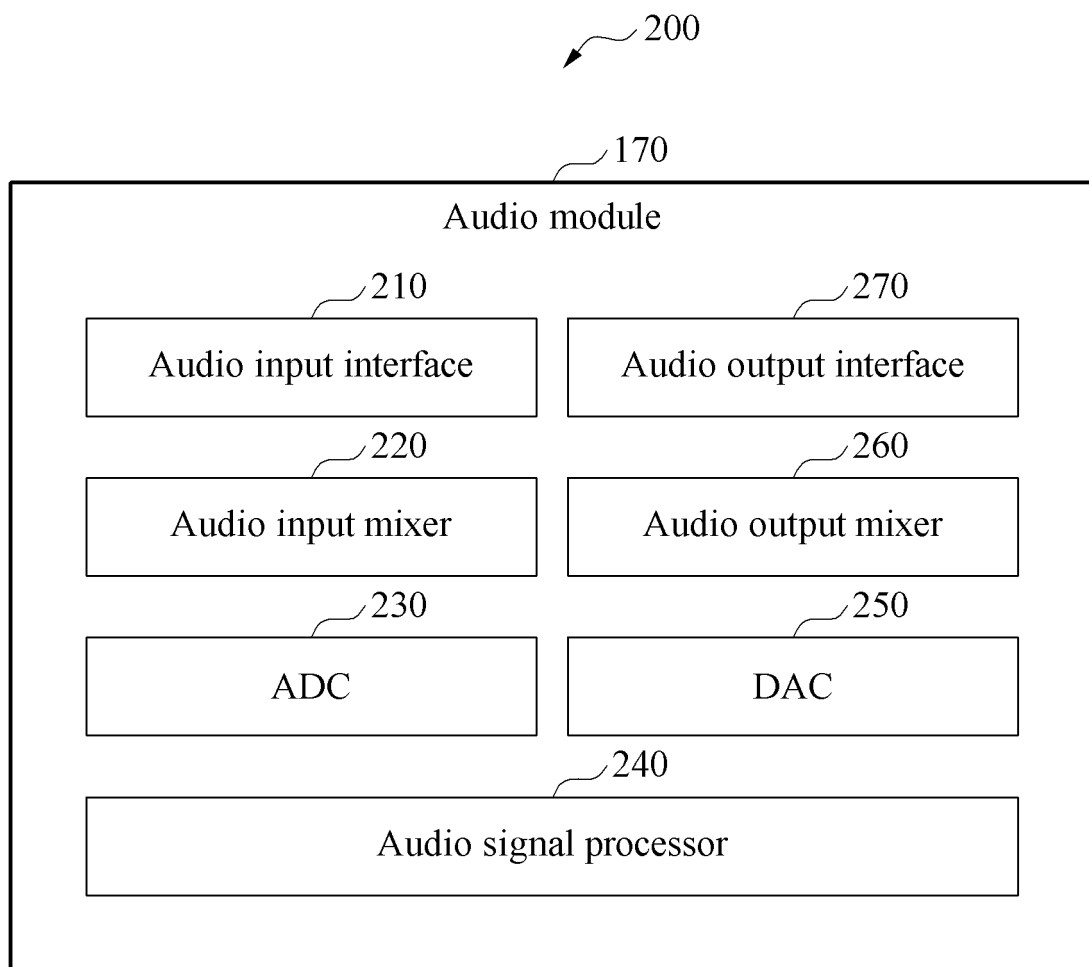 200
170
Audio module
210
270
Audio input interface
Audio output interface
220
260
Audio input mixer
Audio output mixer
230
250
ADC
DAC
240
Audio signal processor